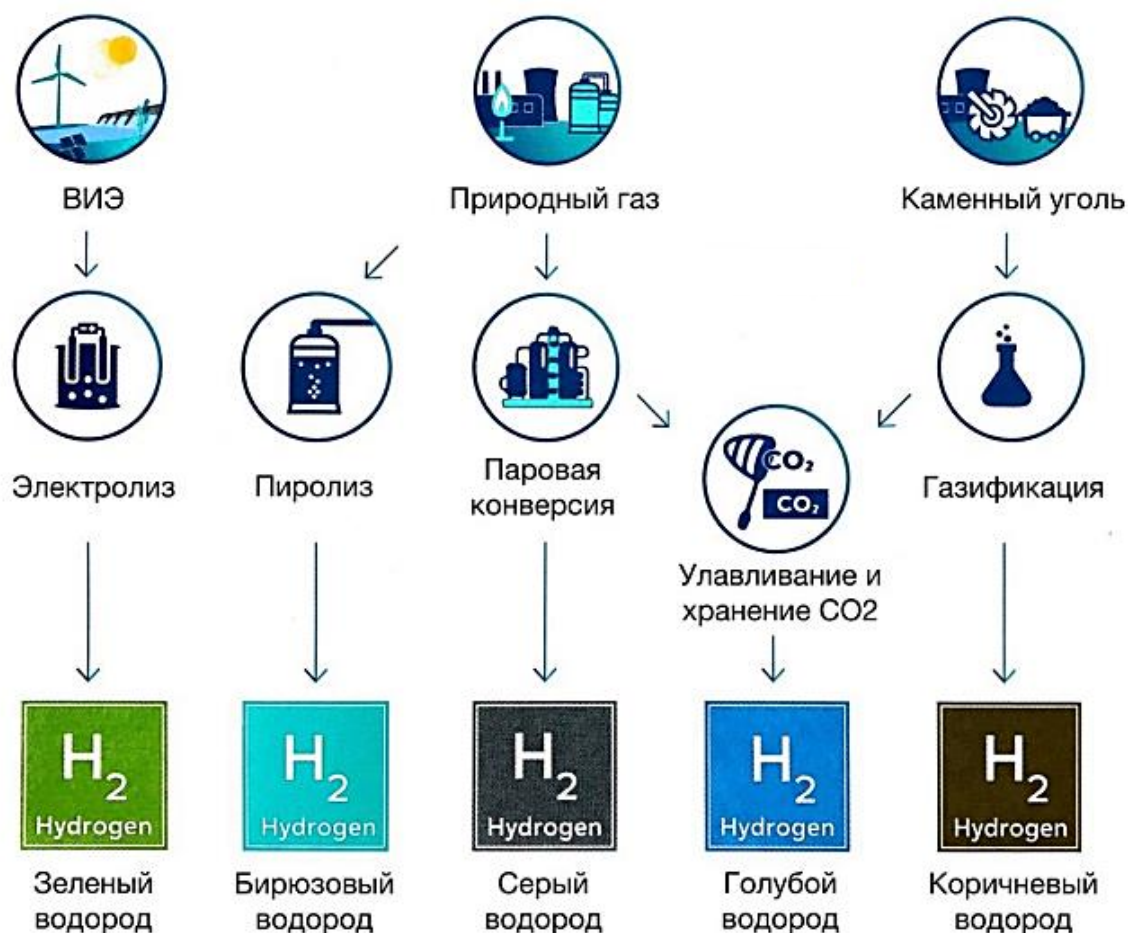 ВИЭ
Природный газ
Каменный уголь
Электролиз
Пиролиз
Паровая
конверсия
CO₂
CO₂
Улавливание и
хранение CO2
Газификация
H₂
Hydrogen
H₂
Hydrogen
H₂
Hydrogen
H₂
Hydrogen
H₂
Hydrogen
Зеленый
водород
Бирюзовый
водород
Серый
водород
Голубой
водород
Коричневый
водород